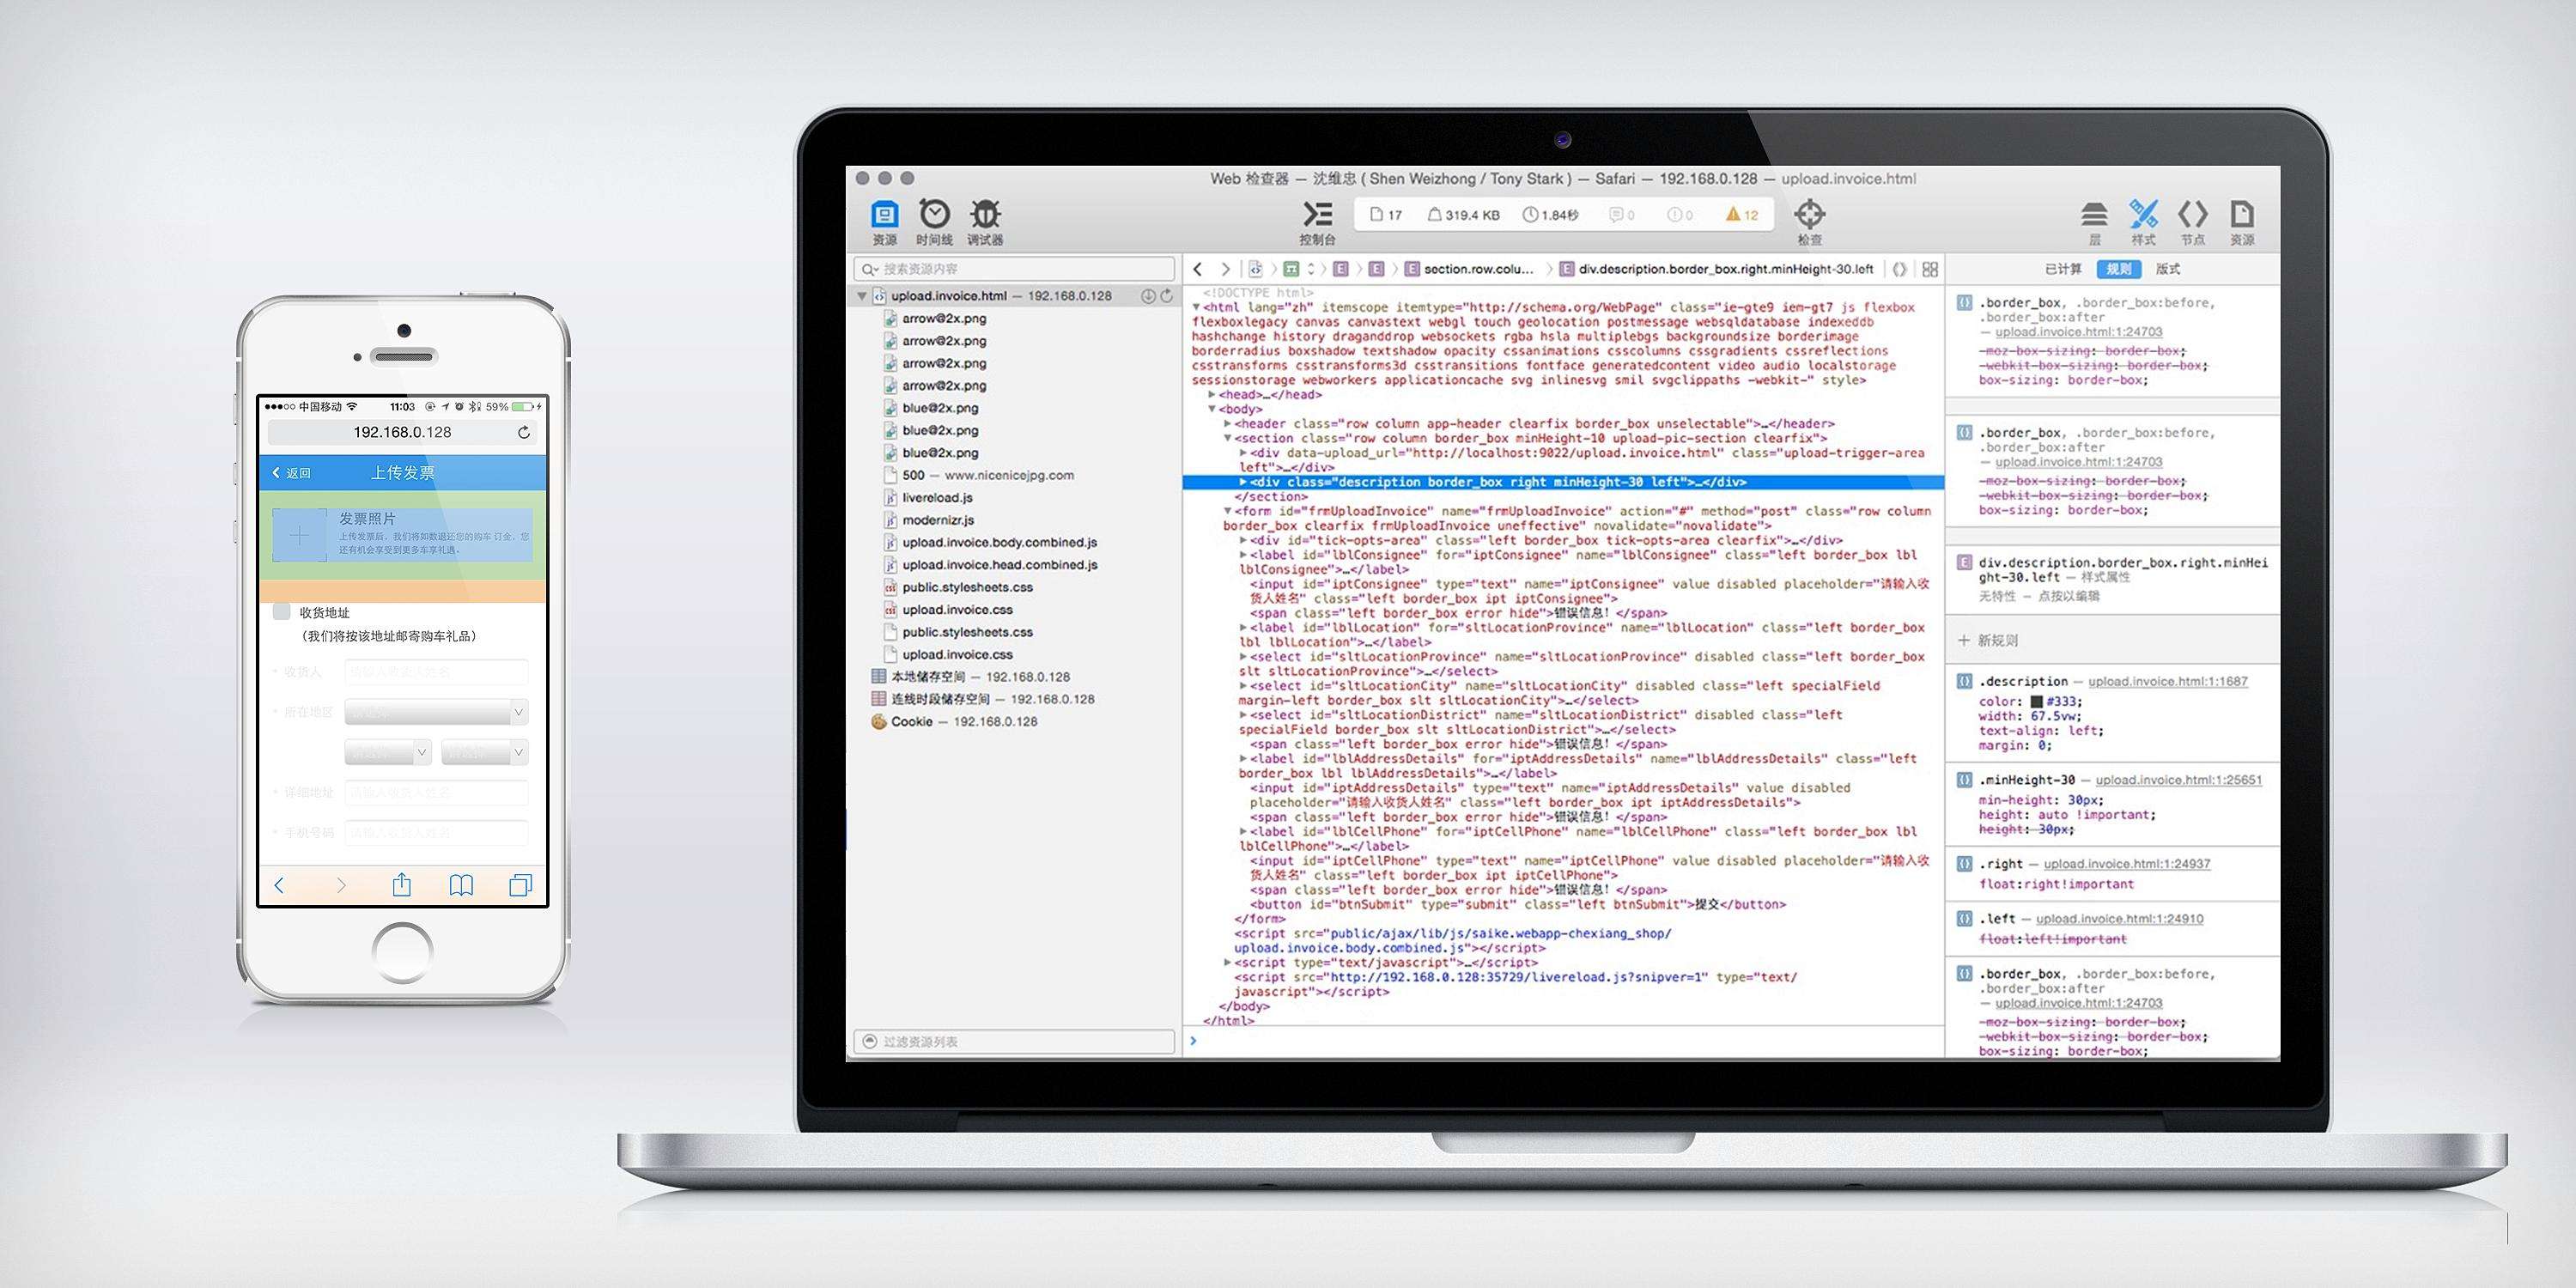 中国移动 11:03 59%
192.168.0.128
返回 上传发票
发票照片
上传发票后，我们将如数退还您的购车 订金，您
还有机会享受到更多车享礼遇。
收货地址
（我们将按该地址邮寄购车礼品）
* 收货人 请输入收货人姓名
* 所在地区
* 详细地址 请输入收货人姓名
* 手机号码 请输入收货人姓名
Web 检查器 — 沈维忠 ( Shen Weizhong / Tony Stark ) — Safari — 192.168.0.128 — upload.invoice.html
17 319.4 KB 1.84秒 0 0 12
资源 时间线 调试器 控制台 检查 层 样式 节点 资源
搜索资源内容
upload.invoice.html — 192.168.0.128
arrow@2x.png
arrow@2x.png
arrow@2x.png
arrow@2x.png
blue@2x.png
blue@2x.png
blue@2x.png
500 — www.nicenicejpg.com
livereload.js
modernizr.js
upload.invoice.body.combined.js
upload.invoice.head.combined.js
public.stylesheets.css
upload.invoice.css
public.stylesheets.css
upload.invoice.css
本地储存空间 — 192.168.0.128
连线时段储存空间 — 192.168.0.128
Cookie — 192.168.0.128
过滤资源列表
E E E section.row.colu... E div.description.border_box.right.minHeight-30.left
<!DOCTYPE html>
<html lang="zh" itemscope itemtype="http://schema.org/WebPage" class="ie-gte9 iem-gt7 js flexbox
flexboxlegacy canvas canvastext webgl touch geolocation postmessage websqldatabase indexeddb
hashchange history draganddrop websockets rgba hsla multiplebgs backgroundsize borderimage
borderradius boxshadow textshadow opacity cssanimations csscolumns cssgradients cssreflections
csstransforms csstransforms3d csstransitions fontface generatedcontent video audio localstorage
sessionstorage webworkers applicationcache svg inlinesvg smil svgclippaths -webkit-" style>
<head>…</head>
<body>
<header class="row column app-header clearfix border_box unselectable">…</header>
<section class="row column border_box minHeight-10 upload-pic-section clearfix">
<div data-upload_url="http://localhost:9022/upload.invoice.html" class="upload-trigger-area
left">…</div>
<div class="description border_box right minHeight-30 left">…</div>
</section>
<form id="frmUploadInvoice" name="frmUploadInvoice" action="#" method="post" class="row column
border_box clearfix frmUploadInvoice uneffective" novalidate="novalidate">
<div id="tick-opts-area" class="left border_box tick-opts-area clearfix">…</div>
<label id="lblConsignee" for="iptConsignee" name="lblConsignee" class="left border_box lbl
lblConsignee">…</label>
<input id="iptConsignee" type="text" name="iptConsignee" value disabled placeholder="请输入收
货人姓名" class="left border_box ipt iptConsignee">
<span class="left border_box error hide">错误信息! </span>
<label id="lblLocation" for="sltLocationProvince" name="lblLocation" class="left border_box
lbl lblLocation">…</label>
<select id="sltLocationProvince" name="sltLocationProvince" disabled class="left border_box
slt sltLocationProvince">…</select>
<select id="sltLocationCity" name="sltLocationCity" disabled class="left specialField
margin-left border_box slt sltLocationCity">…</select>
<select id="sltLocationDistrict" name="sltLocationDistrict" disabled class="left
specialField border_box slt sltLocationDistrict">…</select>
<span class="left border_box error hide">错误信息! </span>
<label id="lblAddressDetails" for="iptAddressDetails" name="lblAddressDetails" class="left
border_box lbl lblAddressDetails">…</label>
<input id="iptAddressDetails" type="text" name="iptAddressDetails" value disabled
placeholder="请输入收货人姓名" class="left border_box ipt iptAddressDetails">
<span class="left border_box error hide">错误信息! </span>
<label id="lblCellPhone" for="iptCellPhone" name="lblCellPhone" class="left border_box lbl
lblCellPhone">…</label>
<input id="iptCellPhone" type="text" name="iptCellPhone" value disabled placeholder="请输入收
货人姓名" class="left border_box ipt iptCellPhone">
<span class="left border_box error hide">错误信息! </span>
<button id="btnSubmit" type="submit" class="left btnSubmit">提交</button>
</form>
<script src="public/ajax/lib/js/saike.webapp-chexiang_shop/
upload.invoice.body.combined.js"></script>
<script type="text/javascript">…</script>
<script src="http://192.168.0.128:35729/livereload.js?snipver=1" type="text/
javascript"></script>
</body>
</html>
已计算 规则 版式
.border_box, .border_box:before,
.border_box:after
— upload.invoice.html:1:24703
-moz-box-sizing: border-box;
-webkit-box-sizing: border-box;
box-sizing: border-box;
.border_box, .border_box:before,
.border_box:after
— upload.invoice.html:1:24703
-moz-box-sizing: border-box;
-webkit-box-sizing: border-box;
box-sizing: border-box;
E div.description.border_box.right.minHei
ght-30.left — 样式属性
无特性 — 点按以编辑
+ 新规则
.description — upload.invoice.html:1:1687
color: #333;
width: 67.5vw;
text-align: left;
margin: 0;
.minHeight-30 — upload.invoice.html:1:25651
min-height: 30px;
height: auto !important;
height: 30px;
.right — upload.invoice.html:1:24937
float:right!important
.left — upload.invoice.html:1:24910
float:left!important
.border_box, .border_box:before,
.border_box:after
— upload.invoice.html:1:24703
-moz-box-sizing: border-box;
-webkit-box-sizing: border-box;
box-sizing: border-box;